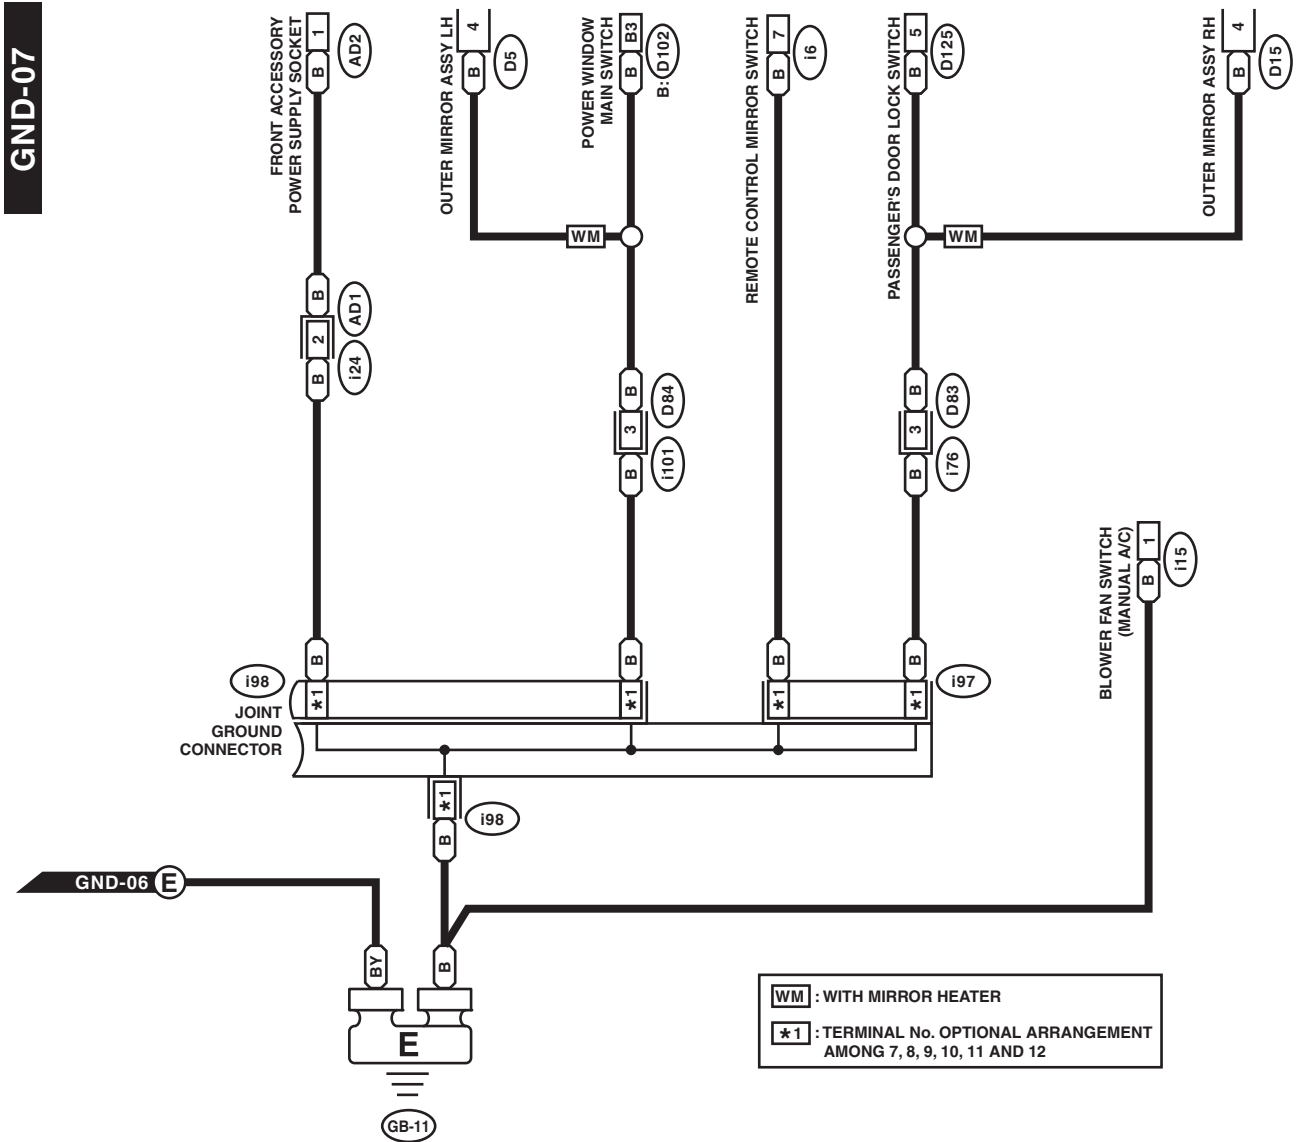 GND-07
FRONT ACCESSORY
POWER SUPPLY SOCKET
1
B
AD2
OUTER MIRROR ASSY LH
4
B
D5
POWER WINDOW
MAIN SWITCH
B3
B
B: D102
REMOTE CONTROL MIRROR SWITCH
7
B
i6
PASSENGER'S DOOR LOCK SWITCH
5
B
D125
OUTER MIRROR ASSY RH
4
B
D15
WM
WM
B
AD1
2
B
i24
B
D84
3
B
i101
B
D83
3
B
i76
BLOWER FAN SWITCH
(MANUAL A/C)
1
B
i15
B
B
B
B
i98
*1
*1
*1
*1
i97
JOINT
GROUND
CONNECTOR
*1
i98
B
GND-06 E
BY
B
E
GB-11
WM : WITH MIRROR HEATER
*1 : TERMINAL No. OPTIONAL ARRANGEMENT
AMONG 7, 8, 9, 10, 11 AND 12